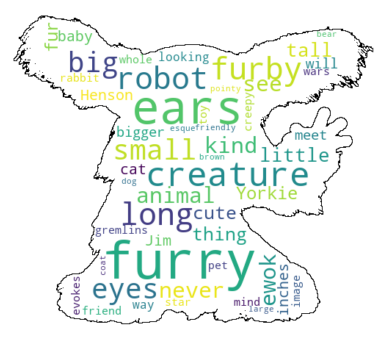 fur baby whole looking bear
big robot furby tall will
rabbit Henson toy creepy see wars
pointy
ears
bigger esque friendly meet
small kind little
cat brown creature
dog animal Yorkie
long cute
gremlins Jim thing
furry ewok
coat pet inches image
evokes eyes never mind large
friend way star